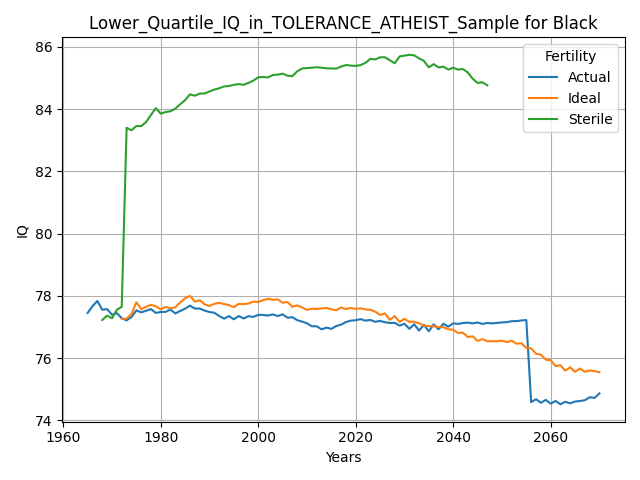 Lower_Quartile_IQ_in_TOLERANCE_ATHEIST_Sample for Black
Fertility
Actual
Ideal
Sterile
86
84
82
80
78
76
74
IQ
1960
1980
2000
2020
2040
2060
Years